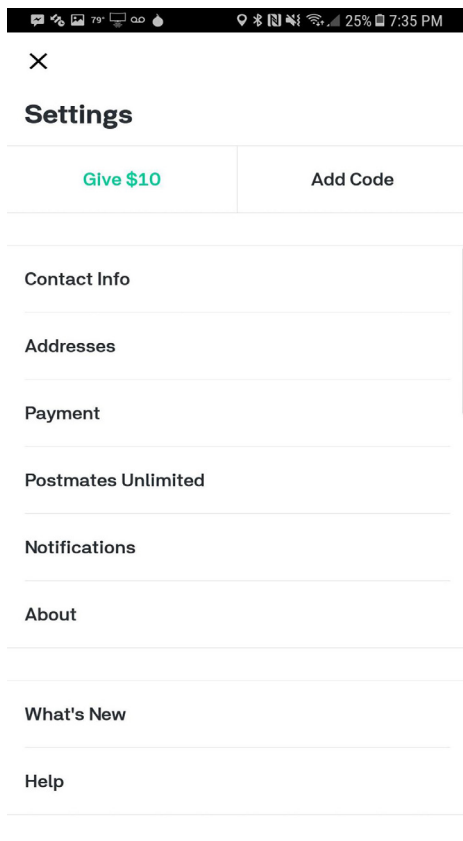 79° 25% 7:35 PM
Settings
Give $10 Add Code
Contact Info
Addresses
Payment
Postmates Unlimited
Notifications
About
What's New
Help